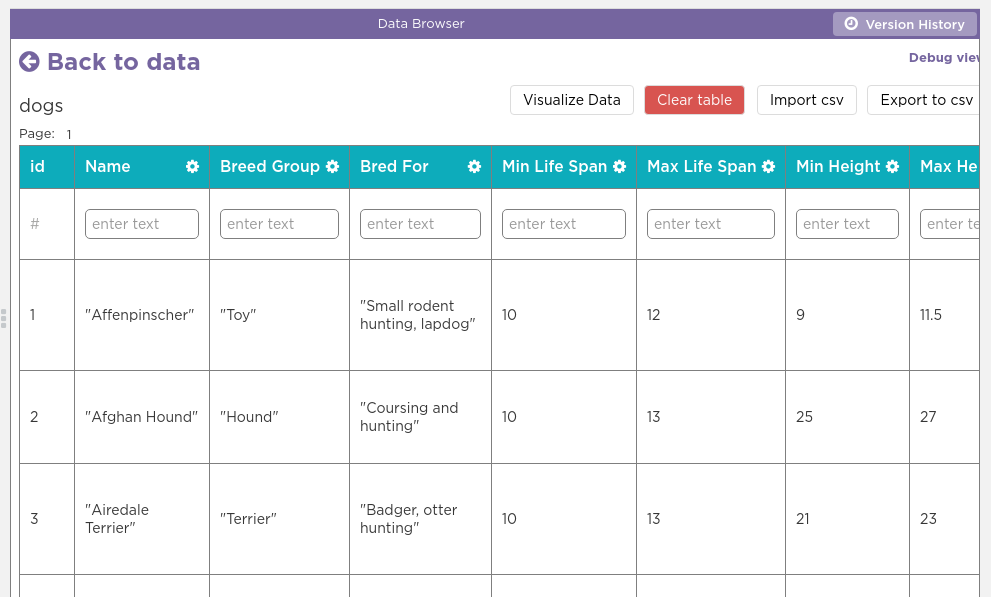 Data Browser
Version History
Back to data
Debug view
dogs
Visualize Data
Clear table
Import csv
Export to csv
Page: 1
id Name Breed Group Bred For Min Life Span Max Life Span Min Height Max He
# enter text enter text enter text enter text enter text enter text enter te
1 "Affenpinscher" "Toy" "Small rodent hunting, lapdog" 10 12 9 11.5
2 "Afghan Hound" "Hound" "Coursing and hunting" 10 13 25 27
3 "Airedale Terrier" "Terrier" "Badger, otter hunting" 10 13 21 23